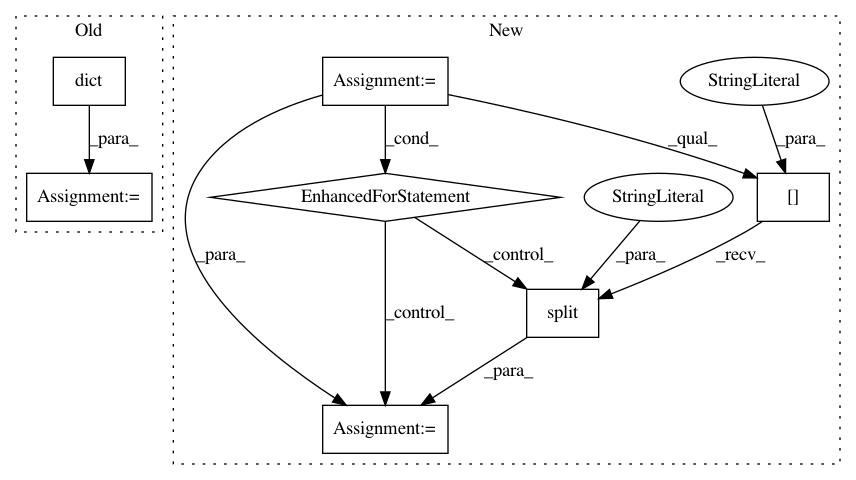 Old
New
dict
Assignment:=
StringLiteral
_para_
_cond_
_qual_
_para_
Assignment:=
EnhancedForStatement
StringLiteral
[]
_para_
_control_
_para_
_recv_
_control_
split
_para_
Assignment:=